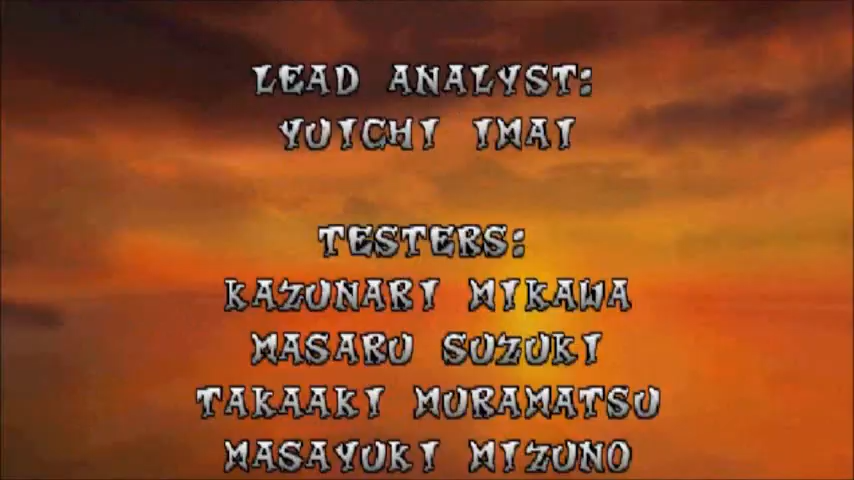 LEAD ANALYST:
YUICHI IMAI
TESTERS:
KAZUNARI MIKAWA
MASARU SUZUKI
TAKAAKI MURAMATSU
MASAYUKI MIZUNO